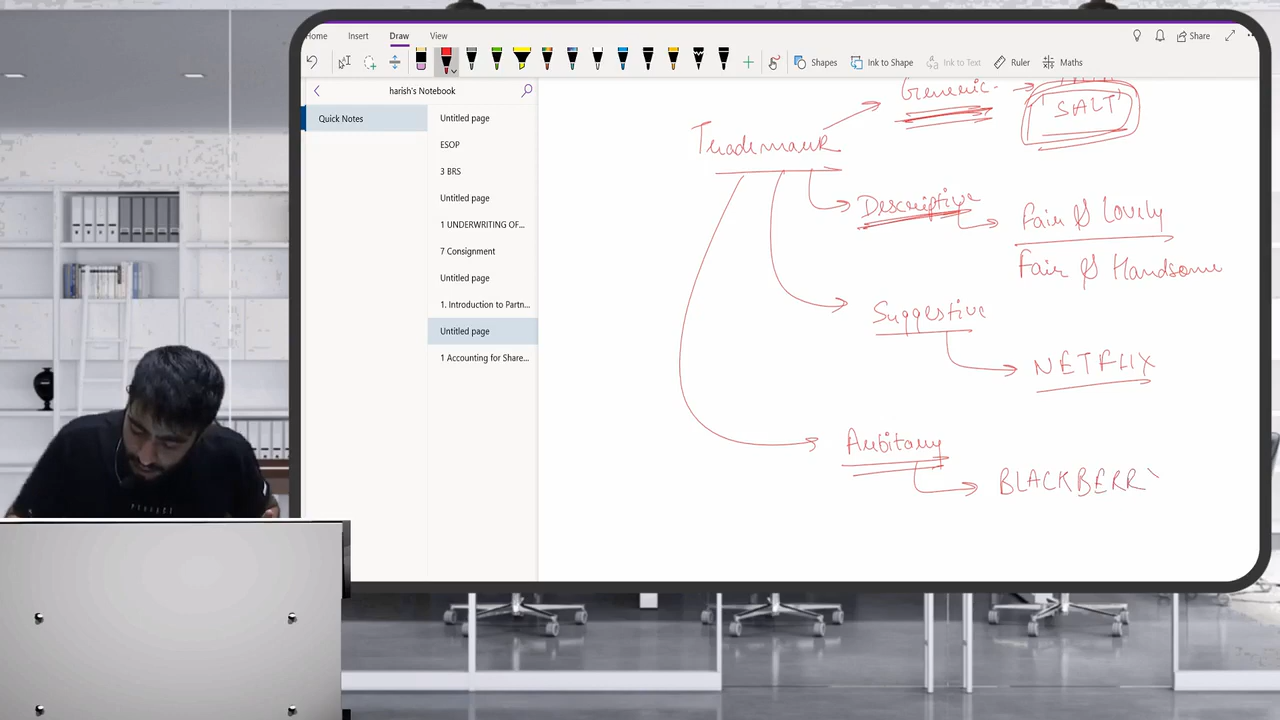 Home Insert Draw View Share
Shapes Ink to Shape Ink to Text Ruler Maths
harish's Notebook
Quick Notes
Untitled page
ESOP
3 BRS
Untitled page
1 UNDERWRITING OF...
7 Consignment
Untitled page
1. Introduction to Partn...
Untitled page
1 Accounting for Share...
Generic
SALT
Trademark
Descriptive
Fair & Lovely
Fair & Handsome
Suggestive
NETFLIX
Arbitary
BLACKBERR